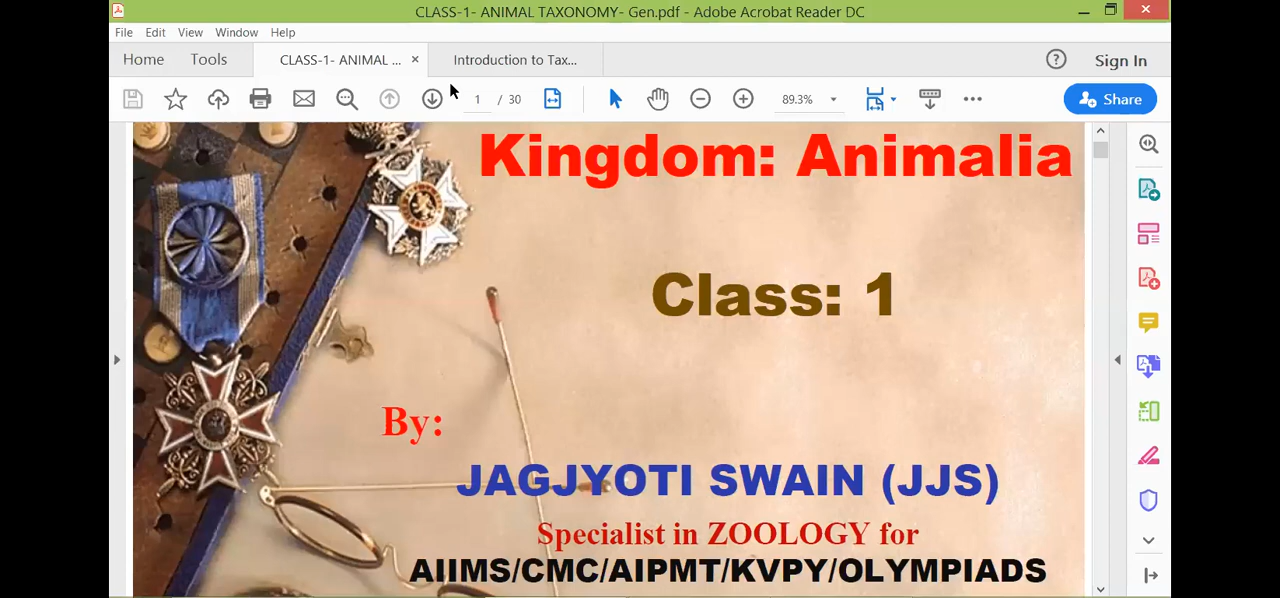 CLASS-1- ANIMAL TAXONOMY- Gen.pdf - Adobe Acrobat Reader DC
File Edit View Window Help
Home Tools CLASS-1- ANIMAL ... × Introduction to Tax... Sign In
1 / 30 89.3% Share
Kingdom: Animalia
Class: 1
By:
JAGJYOTI SWAIN (JJS)
Specialist in ZOOLOGY for
AIIMS/CMC/AIPMT/KVPY/OLYMPIADS